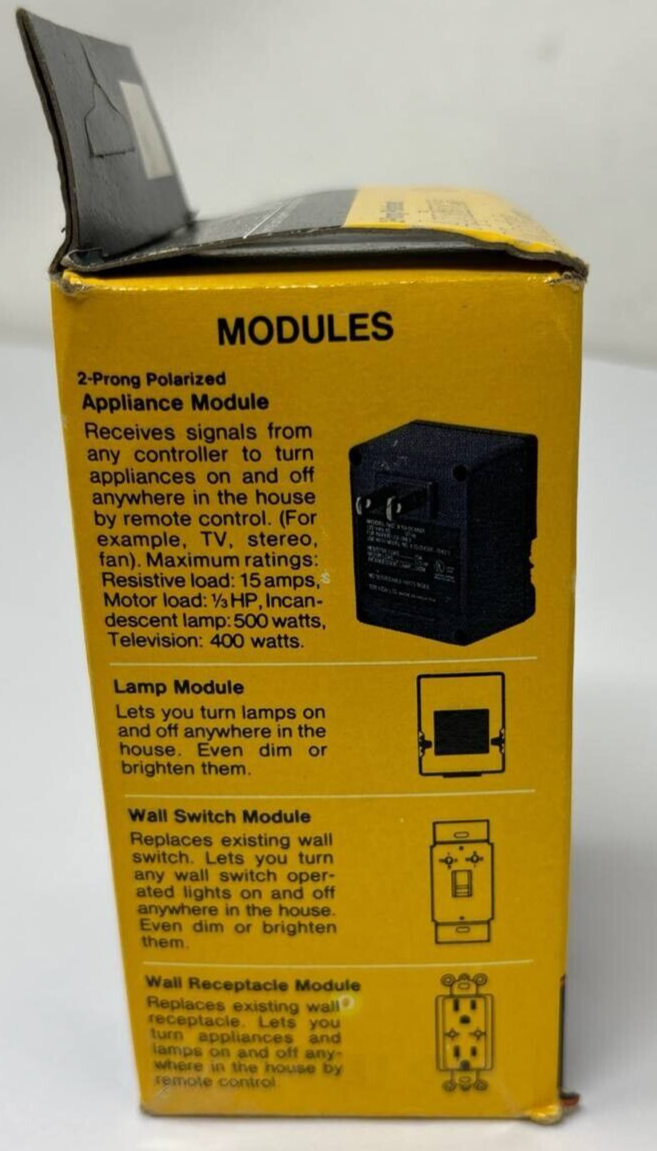 MODULES
2-Prong Polarized
Appliance Module
Receives signals from
any controller to turn
appliances on and off
anywhere in the house
by remote control. (For
example, TV, stereo,
fan). Maximum ratings:
Resistive load: 15 amps,
Motor load: ⅓ HP, Incan-
descent lamp: 500 watts,
Television: 400 watts.
Lamp Module
Lets you turn lamps on
and off anywhere in the
house. Even dim or
brighten them.
Wall Switch Module
Replaces existing wall
switch. Lets you turn
any wall switch oper-
ated lights on and off
anywhere in the house.
Even dim or brighten
them.
Wall Receptacle Module
Replaces existing wall
receptacle. Lets you
turn appliances and
lamps on and off any-
where in the house by
remote control